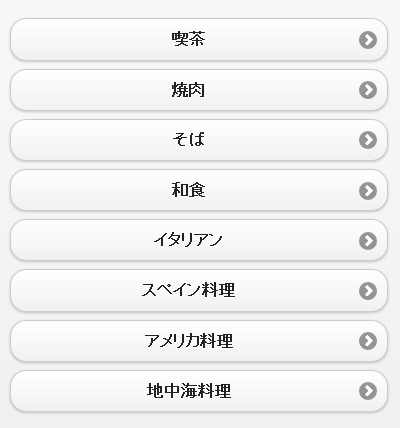 喫茶
焼肉
そば
和食
イタリアン
スペイン料理
アメリカ料理
地中海料理